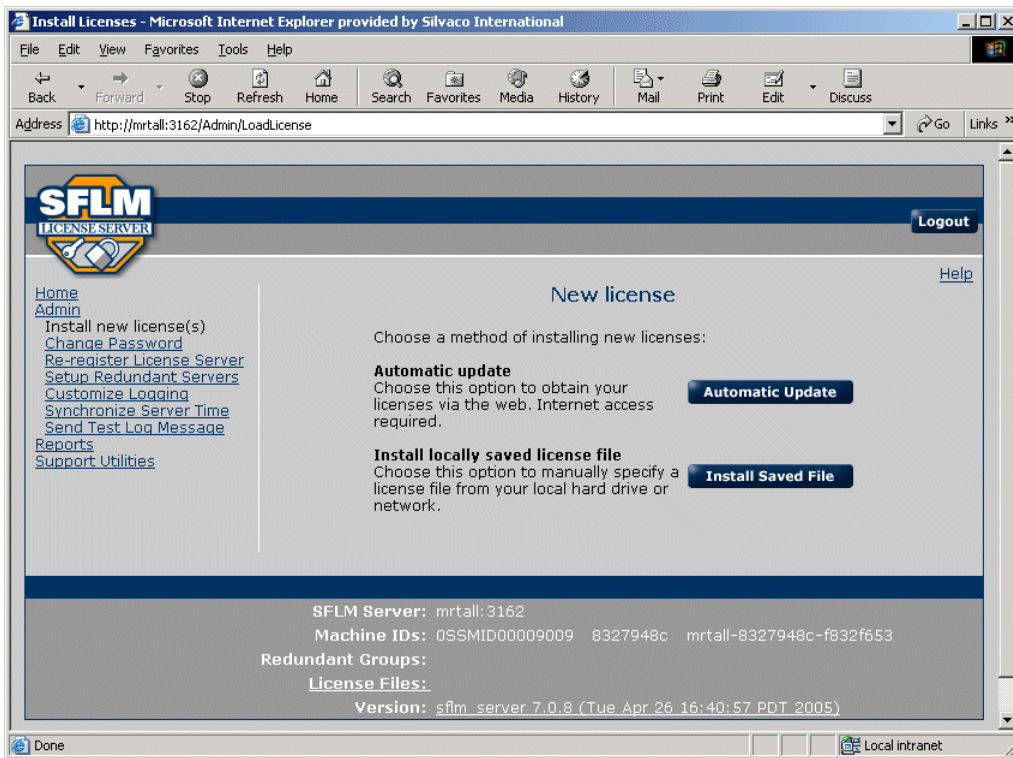 Install Licenses - Microsoft Internet Explorer provided by Silvaco International
File Edit View Favorites Tools Help
Back Forward Stop Refresh Home Search Favorites Media History Mail Print Edit Discuss
Address http://mrtall:3162/Admin/LoadLicense Go Links »
SFLM
LICENSE SERVER
Logout
Help
Home
Admin
Install new license(s)
Change Password
Re-register License Server
Setup Redundant Servers
Customize Logging
Synchronize Server Time
Send Test Log Message
Reports
Support Utilities
New license
Choose a method of installing new licenses:
Automatic update
Choose this option to obtain your
licenses via the web. Internet access
required.
Automatic Update
Install locally saved license file
Choose this option to manually specify a
license file from your local hard drive or
network.
Install Saved File
SFLM Server: mrtall:3162
Machine IDs: 0SSMID00009009 8327948c mrtall-8327948c-f832f653
Redundant Groups:
License Files:
Version: sflm_server 7.0.8 (Tue Apr 26 16:40:57 PDT 2005)
Done
Local intranet